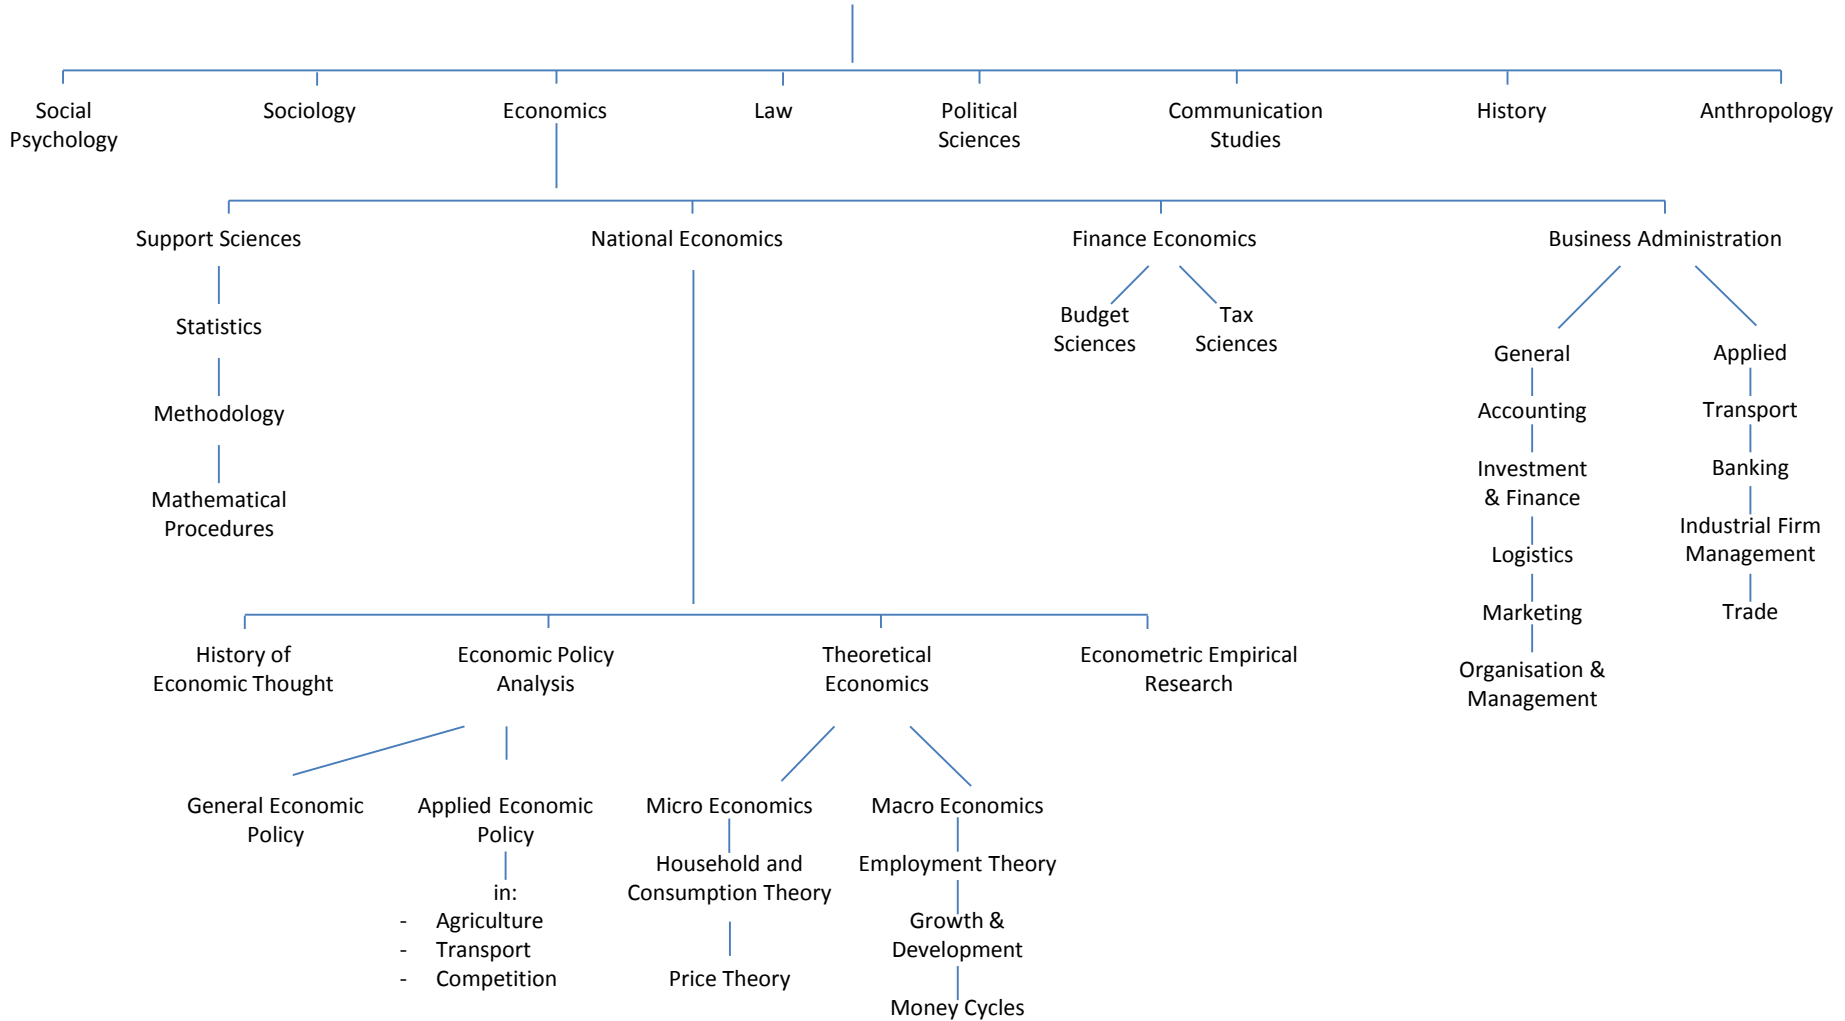 Social
Psychology
Sociology
Economics
Law
Political
Sciences
Communication
Studies
History
Anthropology
Support Sciences
National Economics
Finance Economics
Business Administration
Statistics
Methodology
Mathematical
Procedures
Budget
Sciences
Tax
Sciences
General
Accounting
Investment
& Finance
Logistics
Marketing
Organisation &
Management
Applied
Transport
Banking
Industrial Firm
Management
Trade
History of
Economic Thought
Economic Policy
Analysis
Theoretical
Economics
Econometric Empirical
Research
General Economic
Policy
Applied Economic
Policy
in:
- Agriculture
- Transport
- Competition
Micro Economics
Household and
Consumption Theory
Price Theory
Macro Economics
Employment Theory
Growth &
Development
Money Cycles